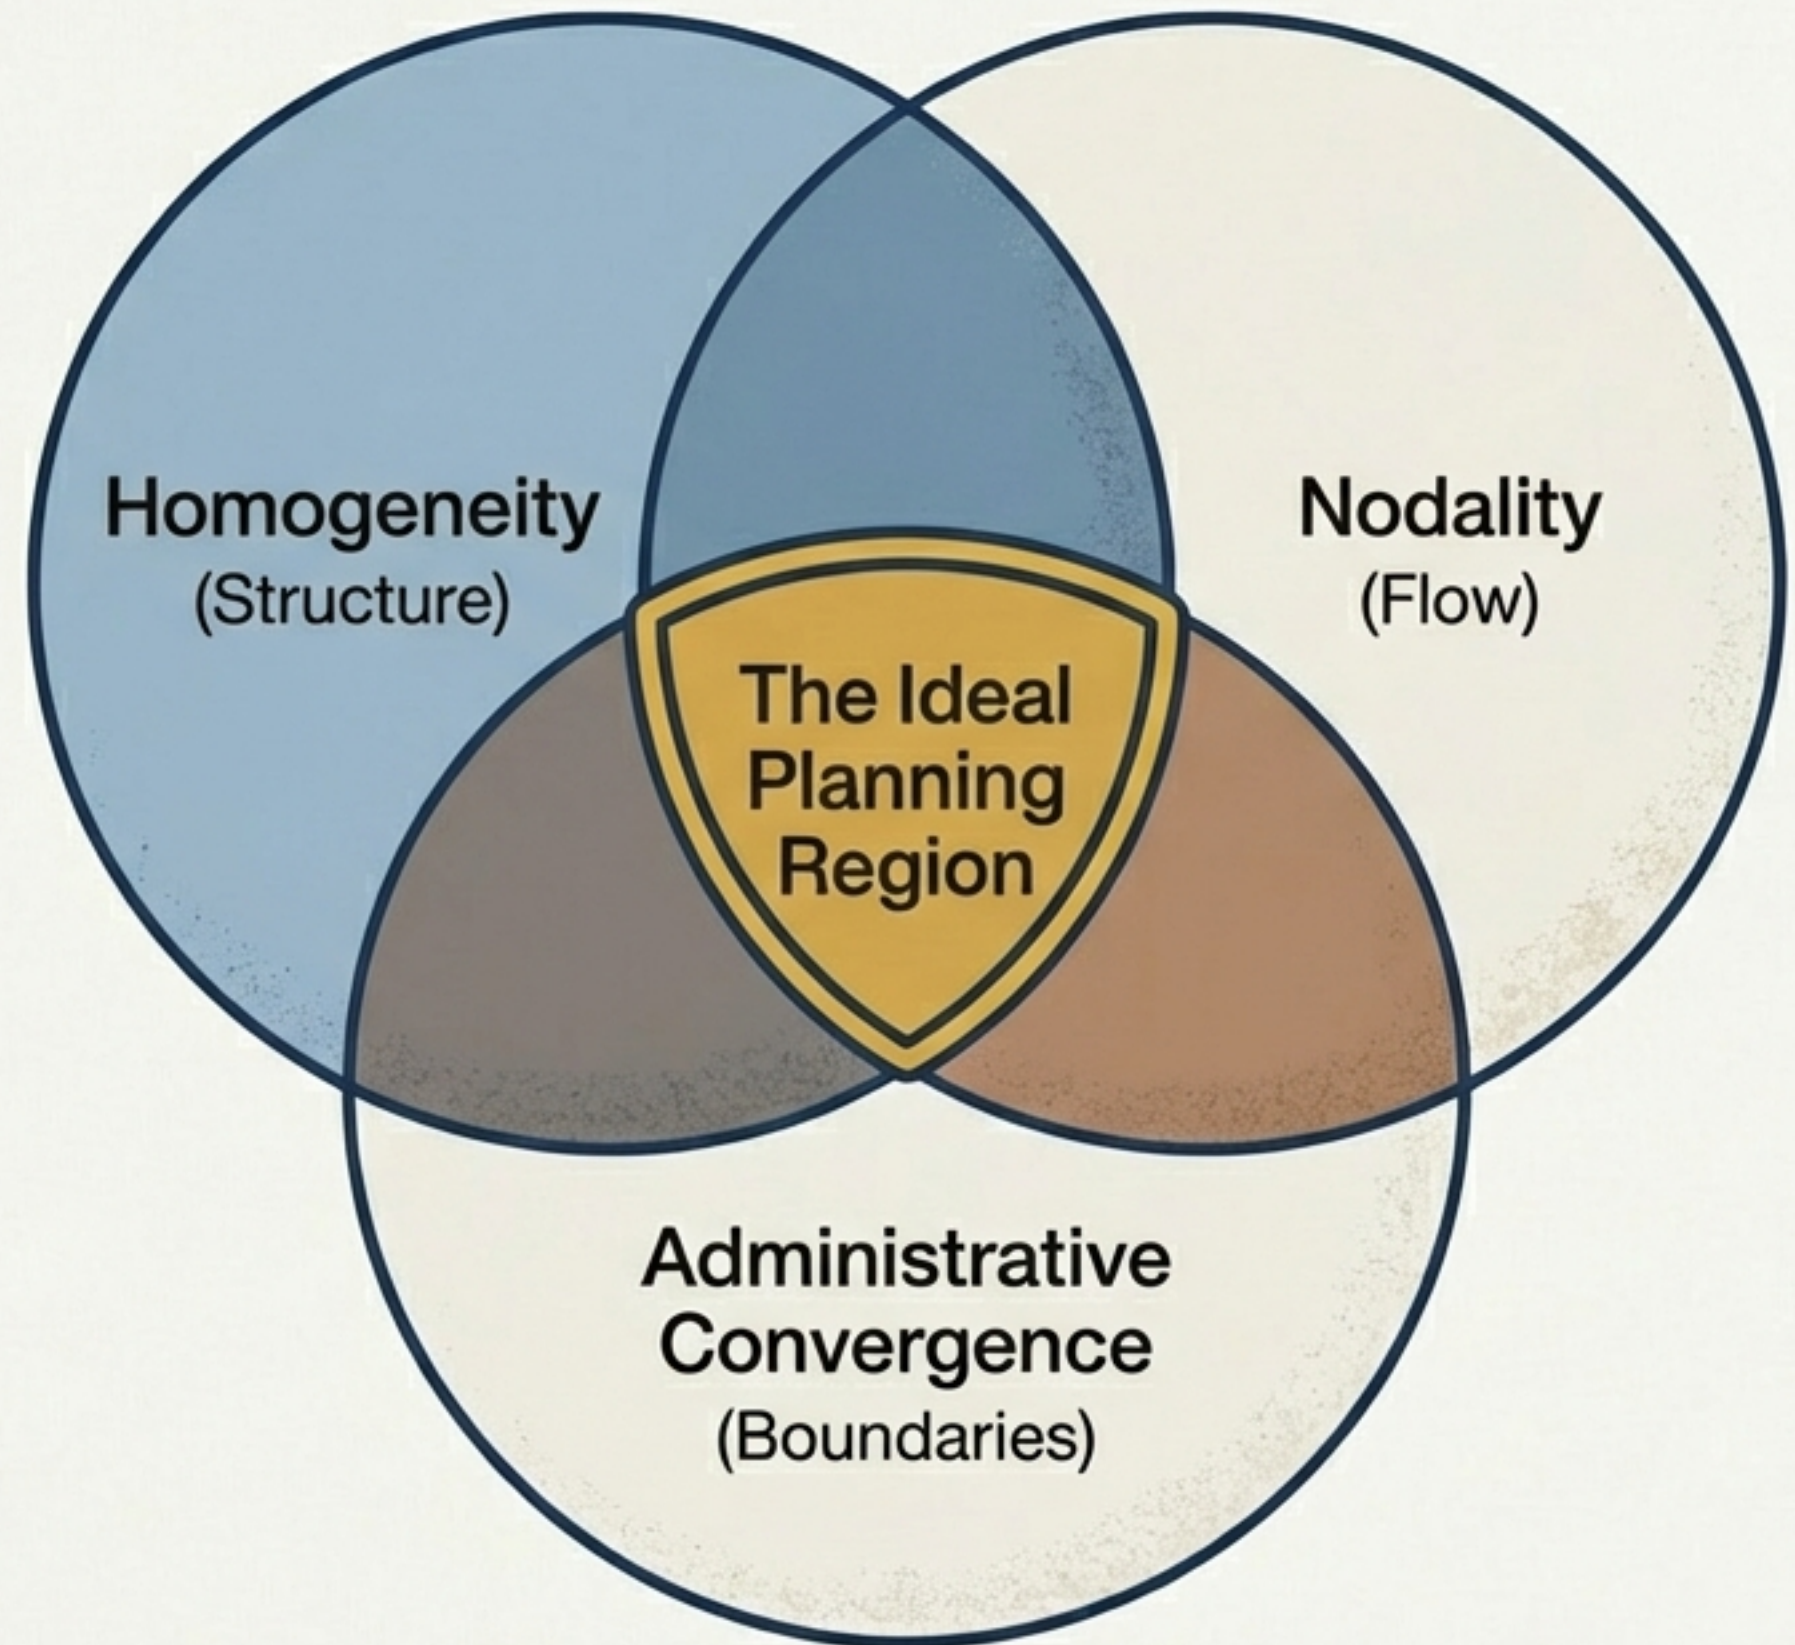 Homogeneity
(Structure)
Nodality
(Flow)
The Ideal
Planning
Region
Administrative
Convergence
(Boundaries)